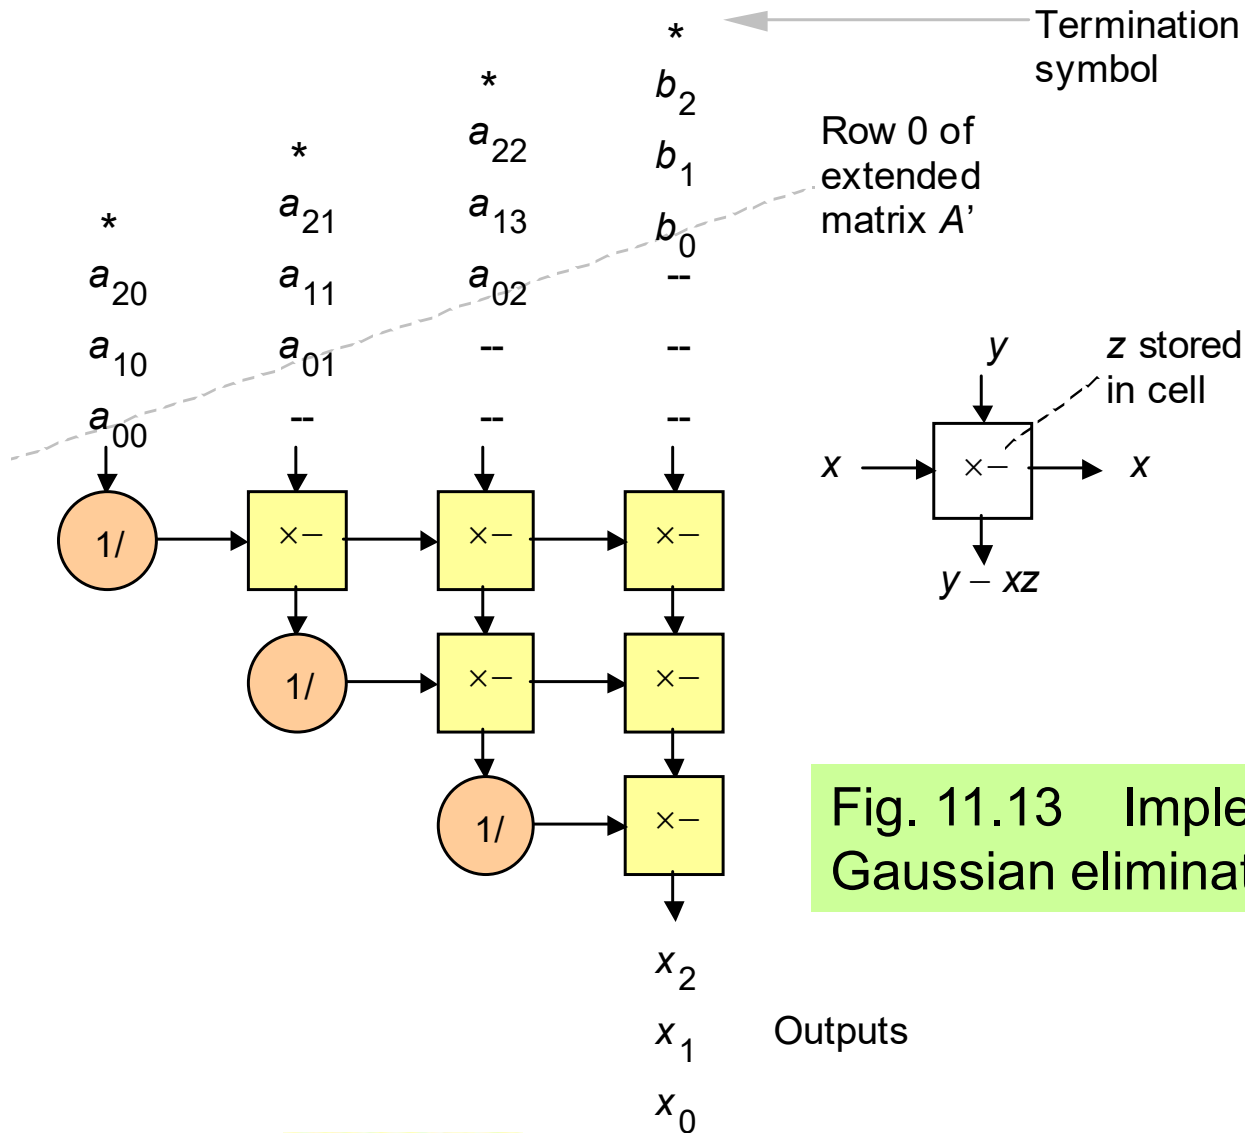 * Termination
symbol
* b2
a22
* b1 Row 0 of
extended
matrix A’
* a21 a13 b0
a20 a11 a02 --
a10 a01 -- --
a00 -- -- --
y z stored
in cell
x ×− x
y − xz
1/ ×− ×− ×−
1/ ×− ×−
1/ ×−
Fig. 11.13 Imple
Gaussian eliminat
x2
x1 Outputs
x0